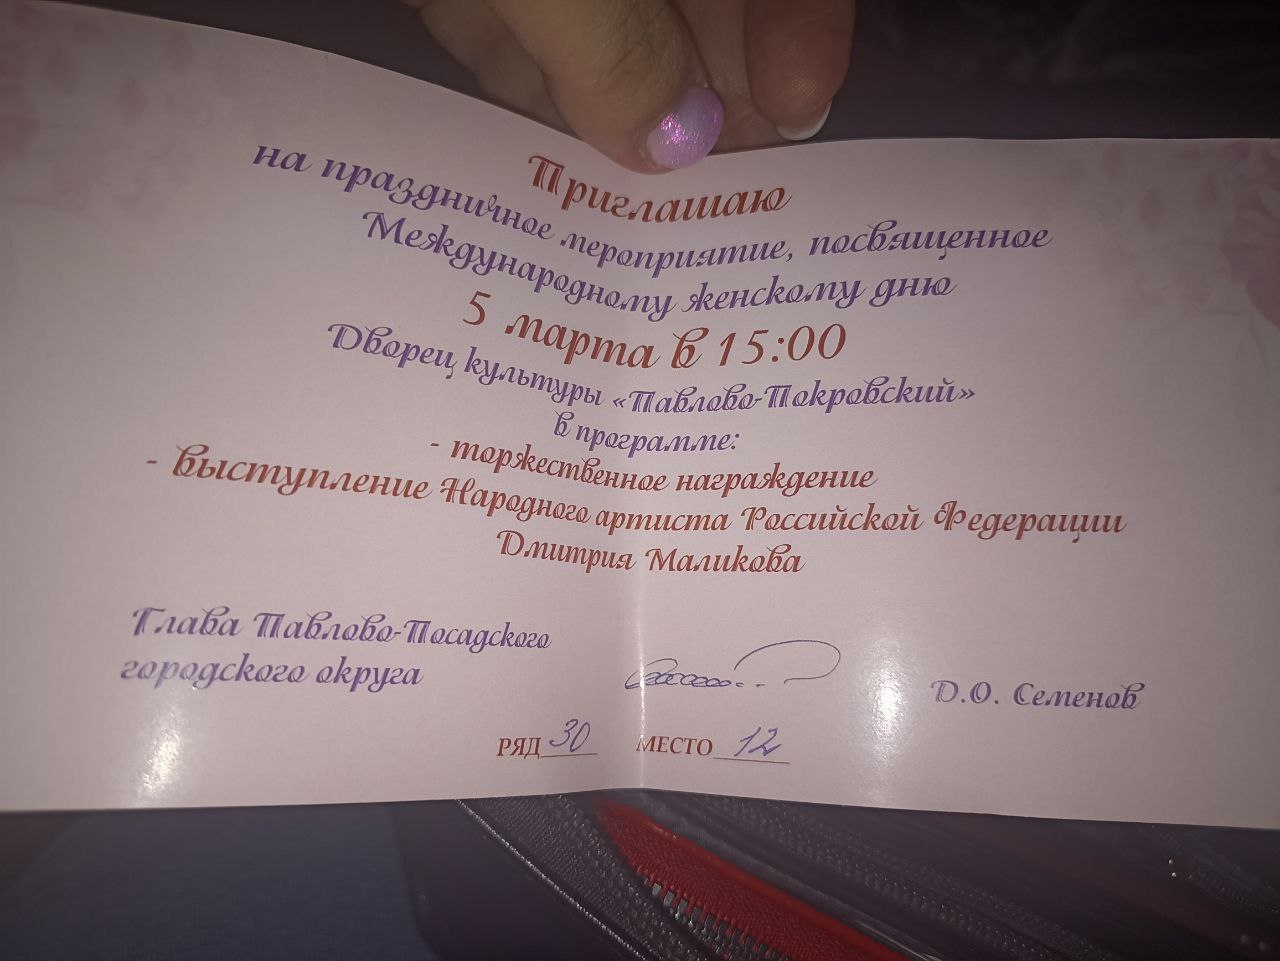 Приглашаю
на праздничное мероприятие, посвященное
Международному женскому дню
5 марта в 15:00
Дворец культуры «Павлово-Покровский»
в программе:
- торжественное награждение
- выступление Народного артиста Российской Федерации
Дмитрия Маликова
Глава Павлово-Посадского
городского округа
Д.О. Семенов
РЯД 30 МЕСТО 12